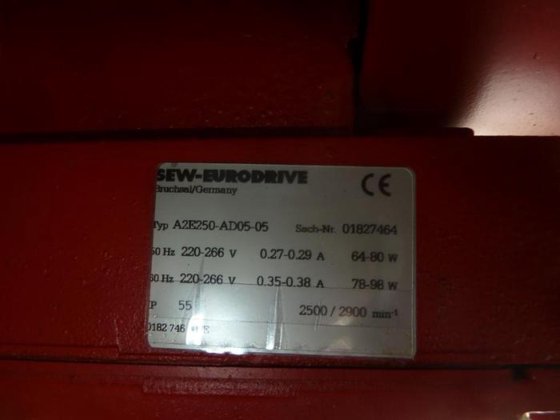 SEW-EURODRIVE
Bruchsal/Germany
CE
Typ A2E250-AD05-05 Sach-Nr. 01827464
50 Hz 220-266 V 0.27-0.29 A 64-80 W
60 Hz 220-266 V 0.35-0.38 A 78-98 W
IP 55 2500 / 2900 min⁻¹
0182 746